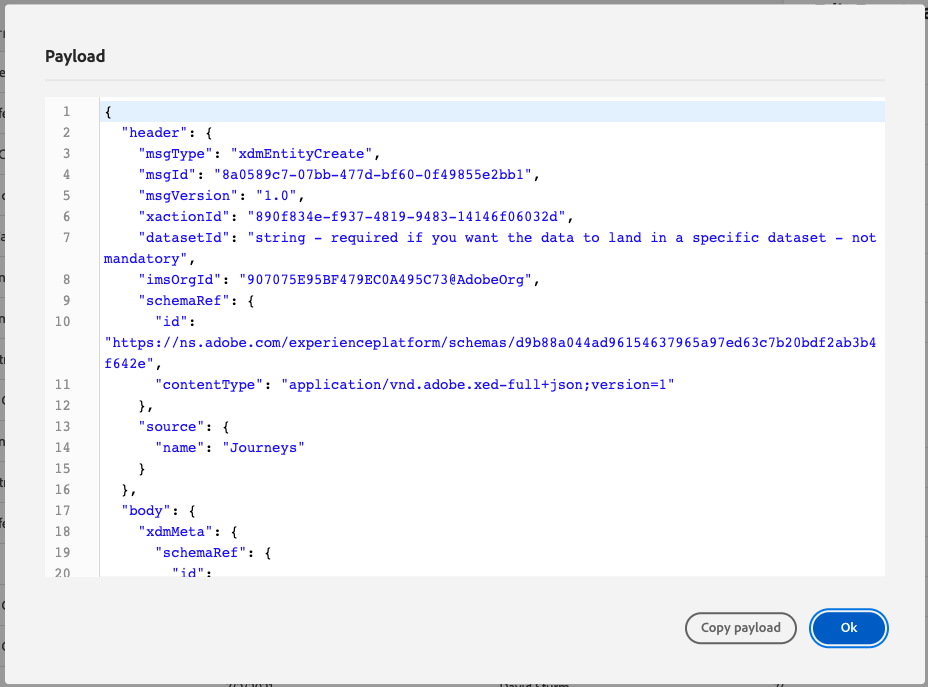 Payload
1 {
2 "header": {
3 "msgType": "xdmEntityCreate",
4 "msgId": "8a0589c7-07bb-477d-bf60-0f49855e2bb1",
5 "msgVersion": "1.0",
6 "xactionId": "890f834e-f937-4819-9483-14146f06032d",
7 "datasetId": "string - required if you want the data to land in a specific dataset - not
mandatory",
8 "imsOrgId": "907075E95BF479EC0A495C73@AdobeOrg",
9 "schemaRef": {
10 "id":
"https://ns.adobe.com/experienceplatform/schemas/d9b88a044ad96154637965a97ed63c7b20bdf2ab3b4
f642e",
11 "contentType": "application/vnd.adobe.xed-full+json;version=1"
12 },
13 "source": {
14 "name": "Journeys"
15 }
16 },
17 "body": {
18 "xdmMeta": {
19 "schemaRef": {
20 "id":
Copy payload Ok